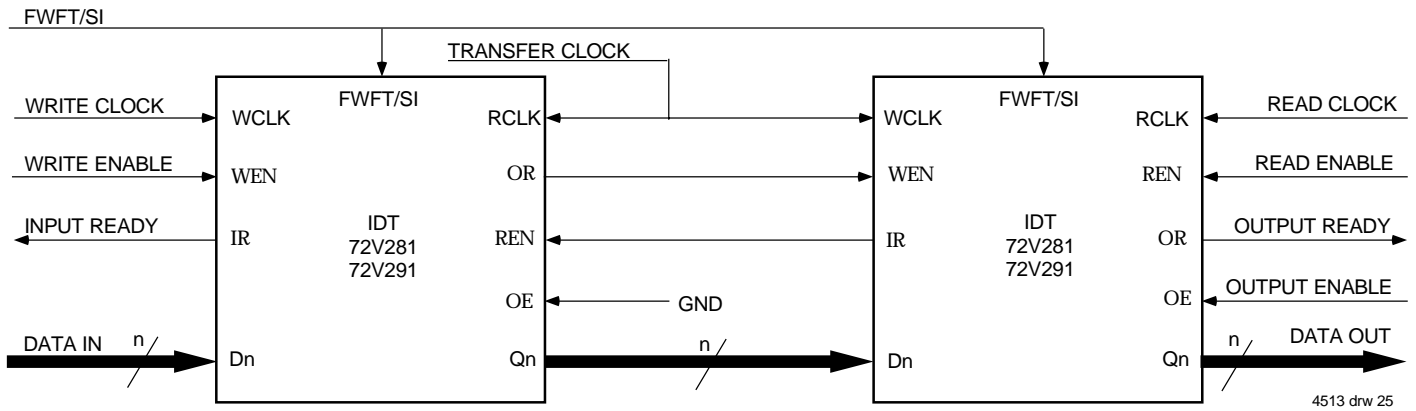 FWFT/SI
TRANSFER CLOCK
FWFT/SI
FWFT/SI
WRITE CLOCK
WCLK
RCLK
WCLK
RCLK
READ CLOCK
WRITE ENABLE
WEN
OR
WEN
REN
READ ENABLE
INPUT READY
IR
IDT
72V281
72V291
REN
IR
IDT
72V281
72V291
OR
OUTPUT READY
OE
GND
OE
OUTPUT ENABLE
DATA IN
n
Dn
Qn
n
Dn
Qn
n
DATA OUT
4513 drw 25